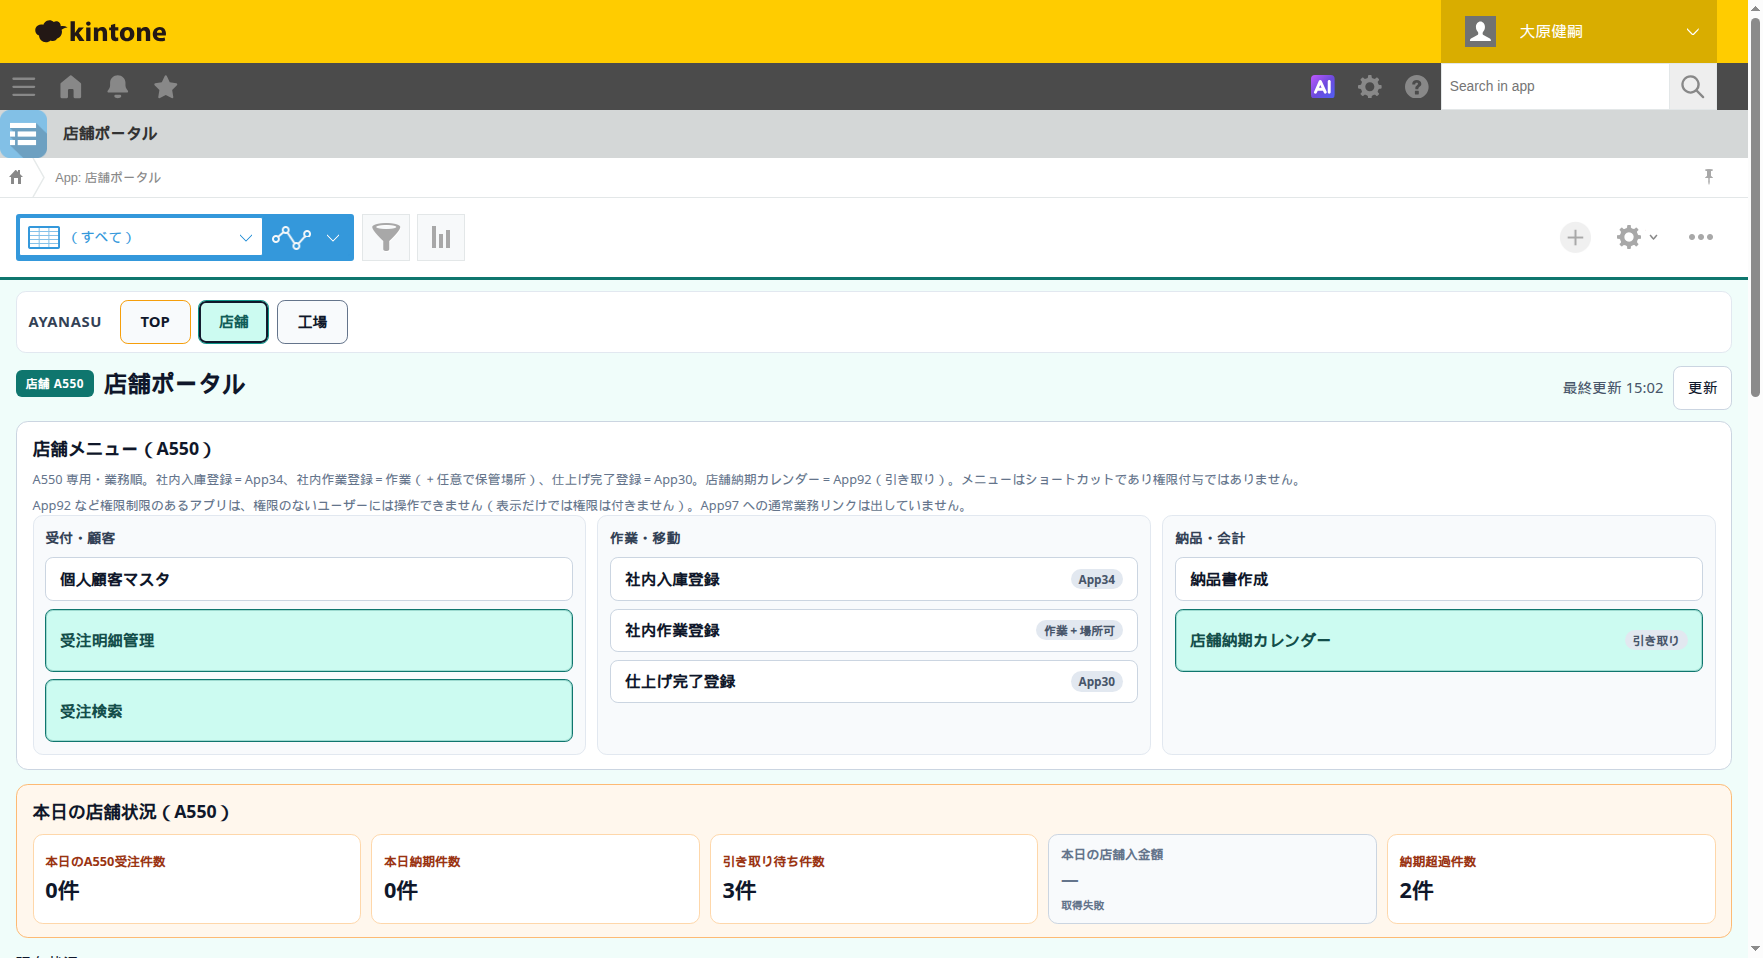 kintone
大原健嗣
AI
Search in app
店舗ポータル
App: 店舗ポータル
(すべて)
AYANASU
TOP
店舗
工場
店舗 A550
店舗ポータル
最終更新 15:02
更新
店舗メニュー(A550)
A550 専用・業務順。社内入庫登録 = App34、社内作業登録 = 作業(+任意で保管場所)、仕上げ完了登録 = App30。店舗納期カレンダー = App92(引き取り)。メニューはショートカットであり権限付与ではありません。
App92 など権限制限のあるアプリは、権限のないユーザーには操作できません(表示だけでは権限は付きません)。App97 への通常業務リンクは出していません。
受付・顧客
個人顧客マスタ
受注明細管理
受注検索
作業・移動
社内入庫登録
App34
社内作業登録
作業+場所可
仕上げ完了登録
App30
納品・会計
納品書作成
店舗納期カレンダー
引き取り
本日の店舗状況(A550)
本日のA550受注件数
0件
本日納期件数
0件
引き取り待ち件数
3件
本日の店舗入金額
—
取得失敗
納期超過件数
2件